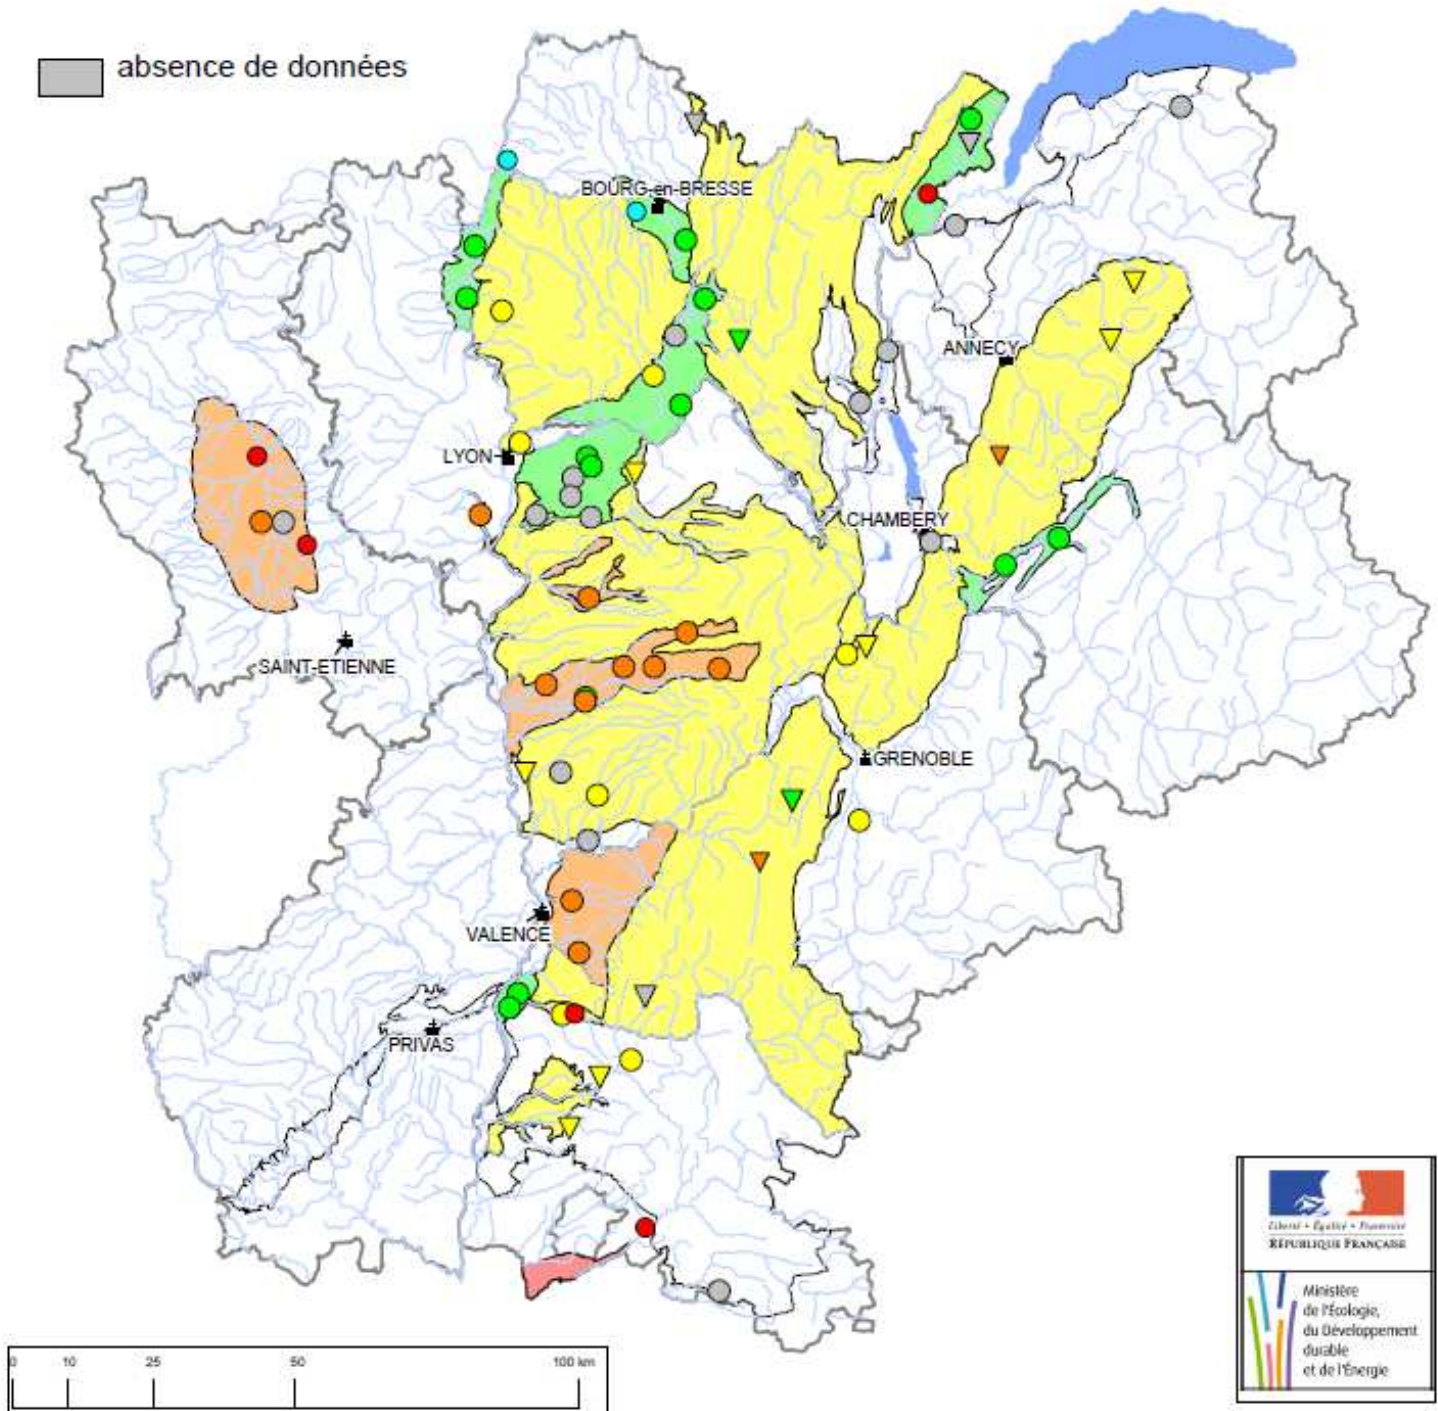 absence de données
BOURG-en-BRESSE
ANNECY
LYON
CHAMBERY
SAINT-ETIENNE
GRENOBLE
VALENCE
PRIVAS
Liberté • Égalité • Fraternité
RÉPUBLIQUE FRANÇAISE
Ministère
de l'Écologie,
du Développement
durable
et de l'Énergie
0 10 25 50 100 km